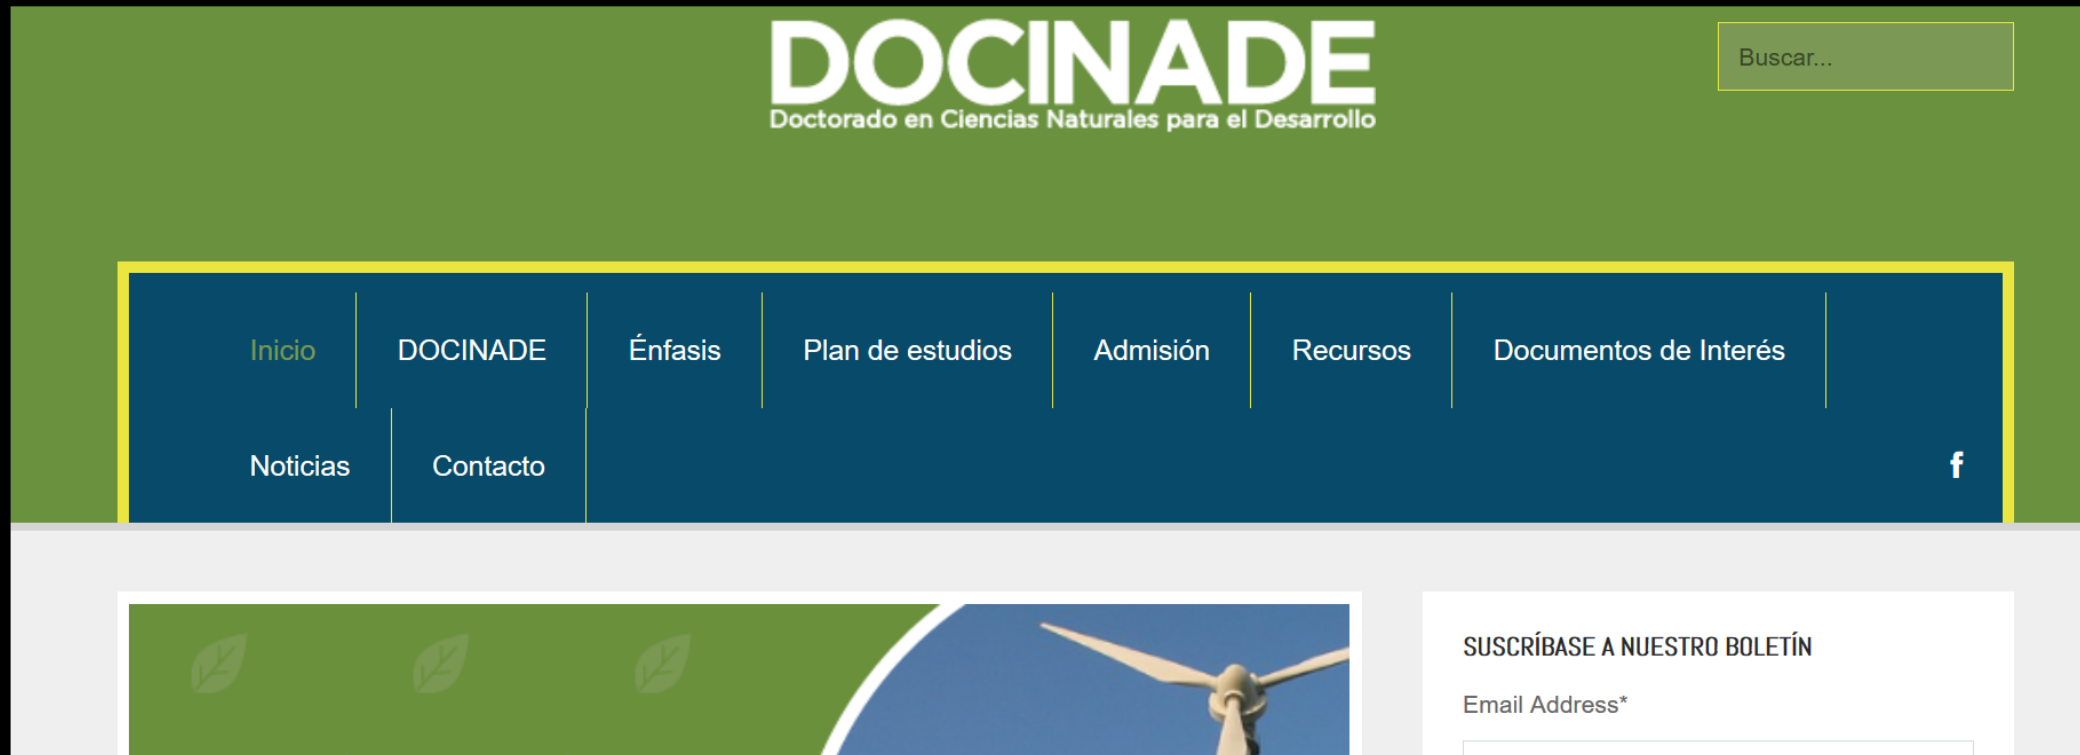 DOCINADE
Doctorado en Ciencias Naturales para el Desarrollo
Buscar...
Inicio
DOCINADE
Énfasis
Plan de estudios
Admisión
Recursos
Documentos de Interés
Noticias
Contacto
f
SUSCRÍBASE A NUESTRO BOLETÍN
Email Address*